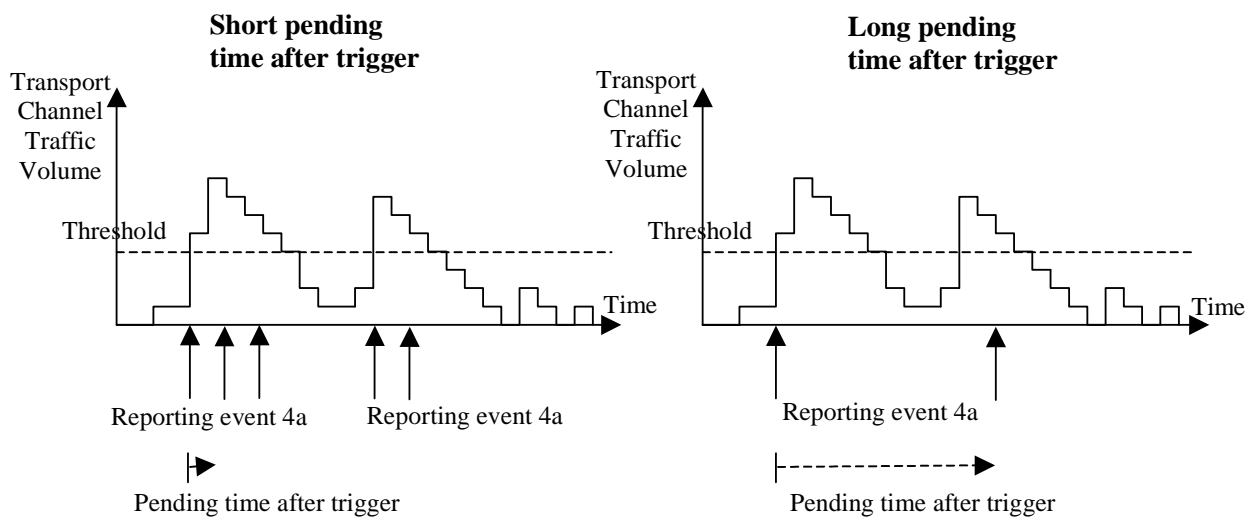 Short pending
time after trigger
Transport
Channel
Traffic
Volume
Threshold
Time
Reporting event 4a
Reporting event 4a
Pending time after trigger
Long pending
time after trigger
Transport
Channel
Traffic
Volume
Threshold
Time
Reporting event 4a
Pending time after trigger